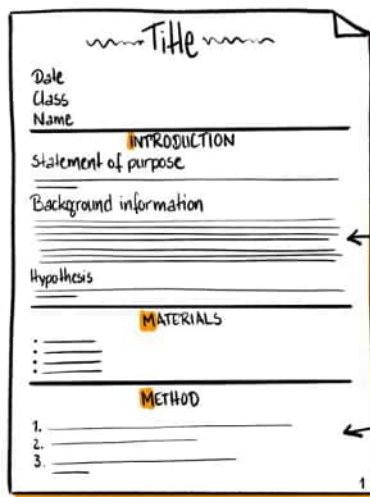 Title
Date
Class
Name
INTRODUCTION
Statement of purpose
Background information
Hypothesis
MATERIALS
METHOD
1.
2.
3.
1